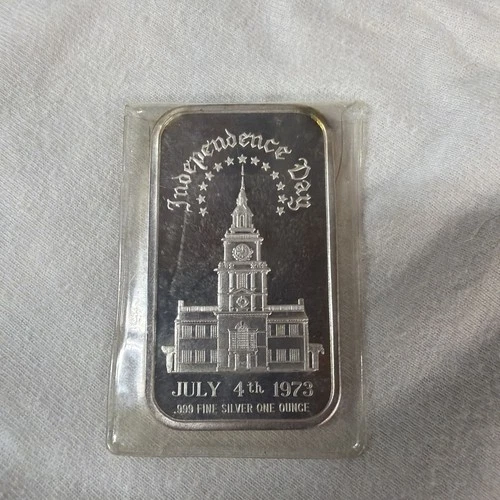 Independence Day
JULY 4th 1973
.999 FINE SILVER ONE OUNCE